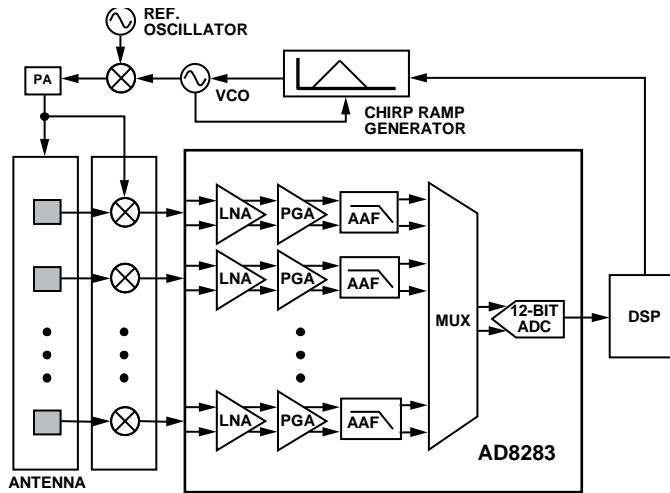 REF.
OSCILLATOR
PA
VCO
CHIRP RAMP
GENERATOR
LNA PGA AAF
LNA PGA AAF
MUX
12-BIT
ADC
DSP
LNA PGA AAF
AD8283
ANTENNA